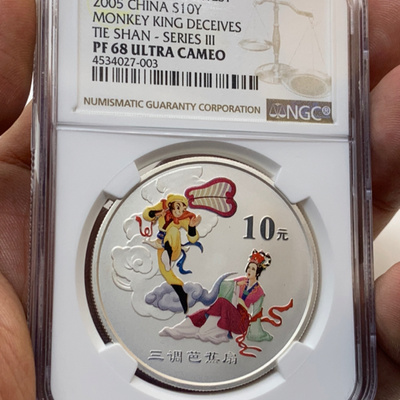 2005 CHINA S10Y
MONKEY KING DECEIVES
TIE SHAN - SERIES III
PF 68 ULTRA CAMEO
4534027-003
NUMISMATIC GUARANTY CORPORATION
NGC®
10元
三调芭蕉扇